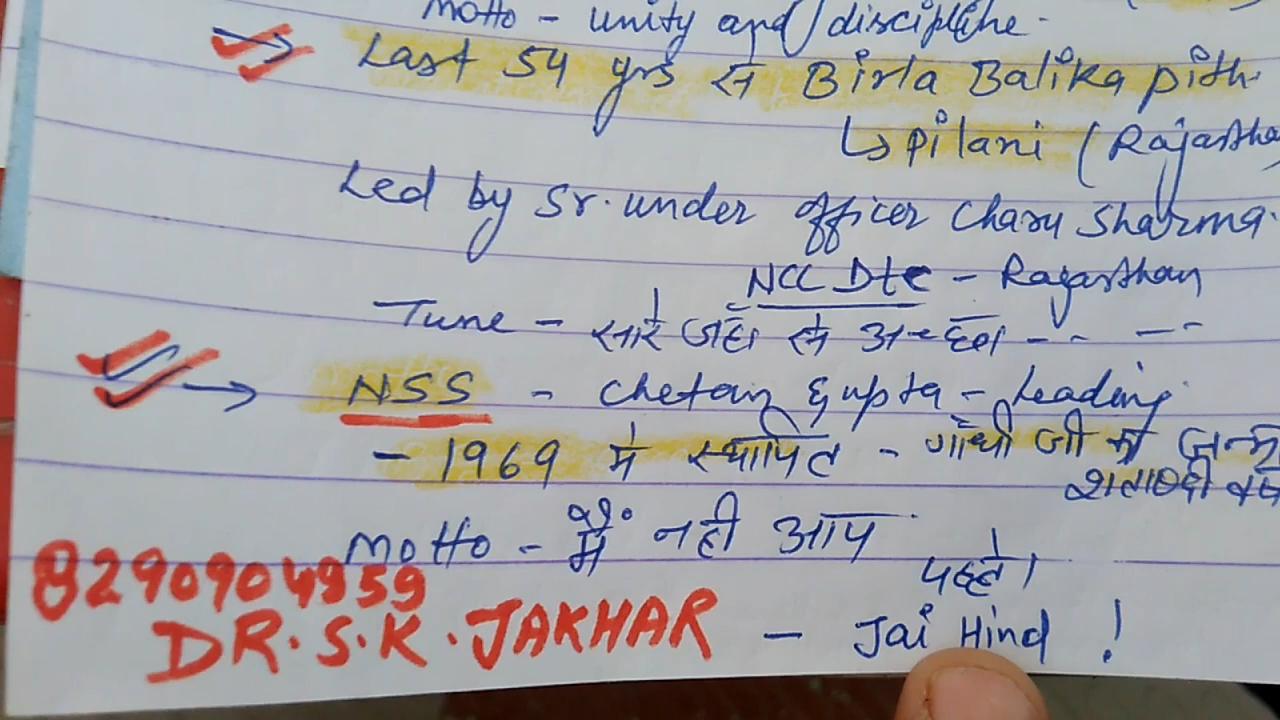 Motto - unity and discipline.
Last 54 yrs से Birla Balika pith
↳ pilani (Rajastha
Led by Sr. under officer Charu Sharma.
NCC Dte - Rajasthan
Tune - सारे जहाँ से अच्छा - - - -
→ NSS - Chetan Gupta - Leading
- 1969 में स्थापित - गाँधी जी की जन्म
शताब्दी वर्ष
Motto - मैं नहीं आप
पहले।
8290904959
DR. S.K. JAKHAR - Jai Hind !